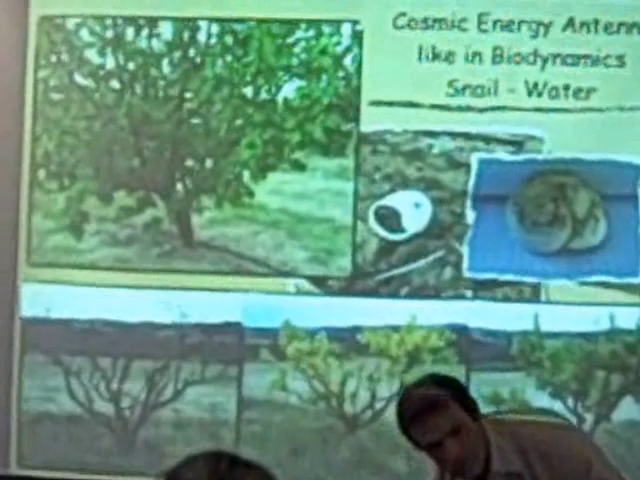 Cosmic Energy Antenn
like in Biodynamics
Snail - Water